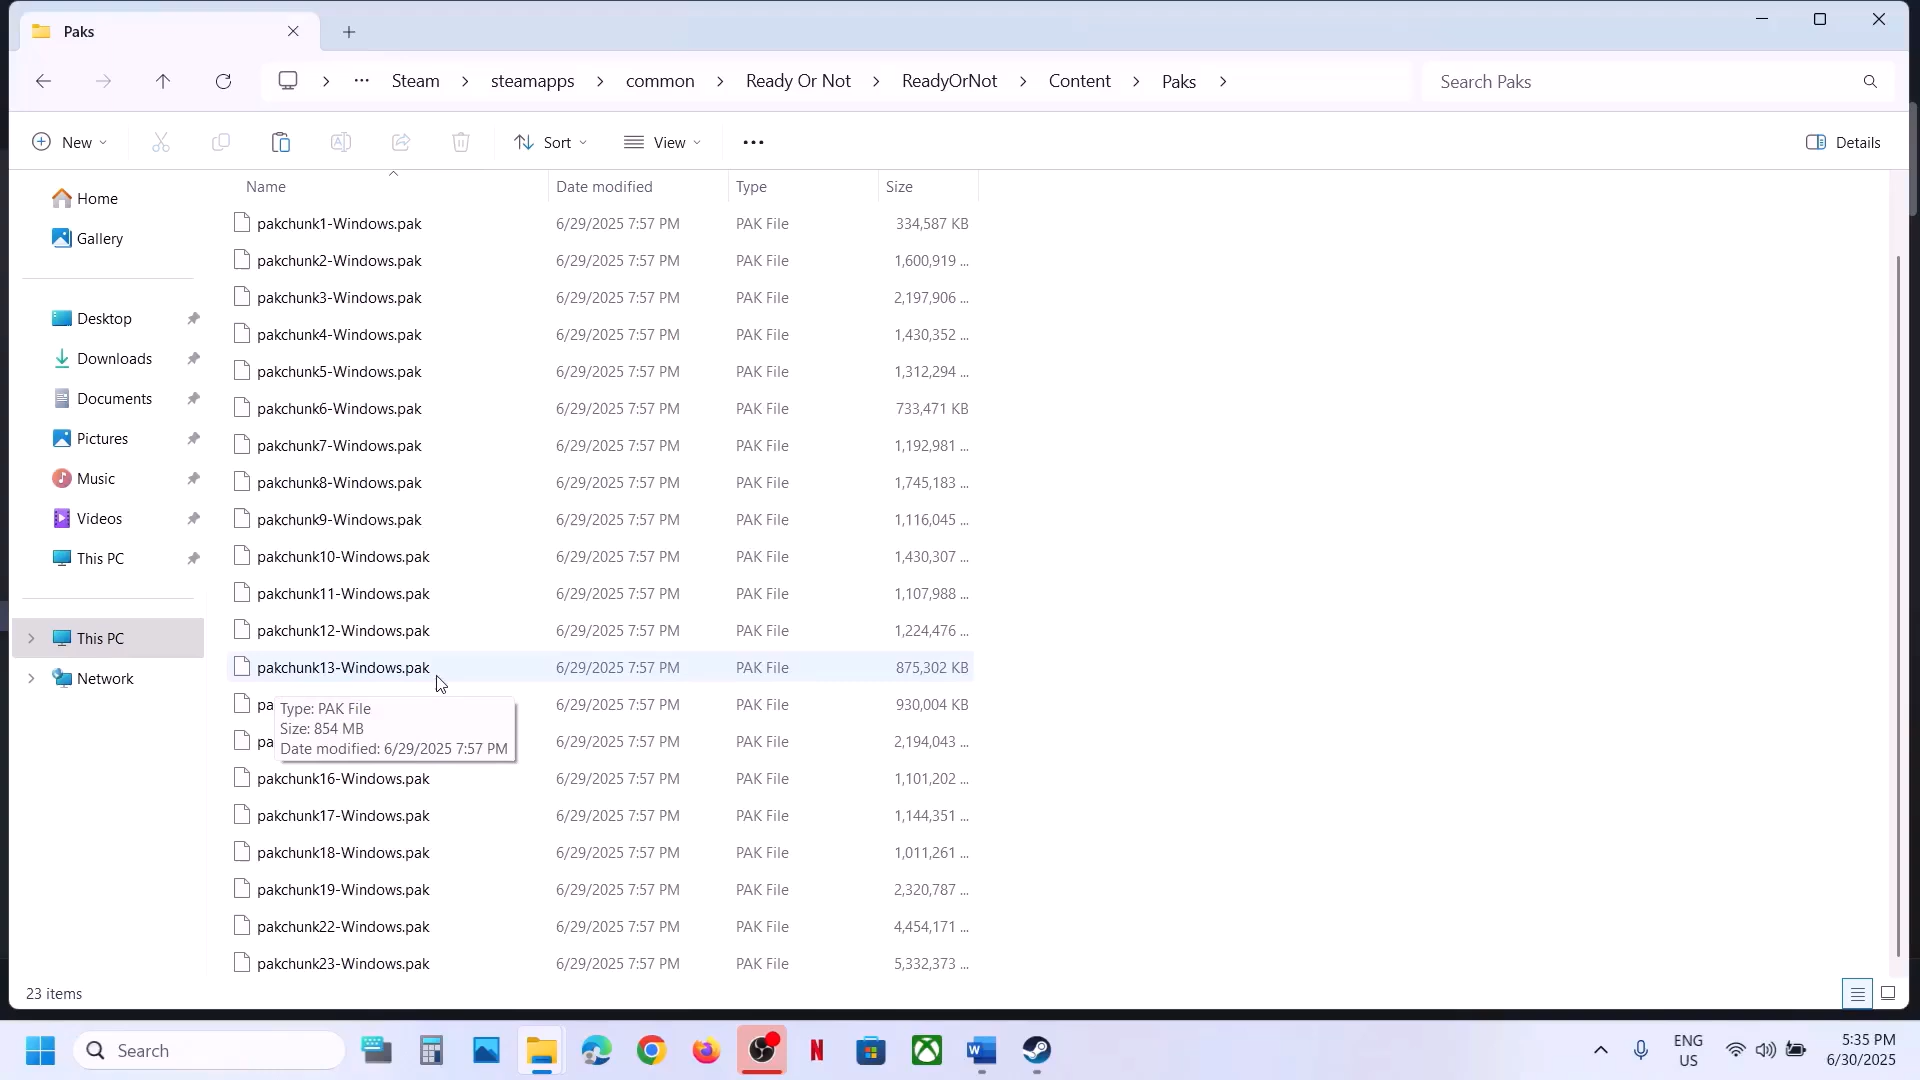 Paks
Steam steamapps common Ready Or Not ReadyOrNot Content Paks
Search Paks
New Sort View Details
Home
Gallery
Desktop
Downloads
Documents
Pictures
Music
Videos
This PC
This PC
Network
Name Date modified Type Size
pakchunk1-Windows.pak 6/29/2025 7:57 PM PAK File 334,587 KB
pakchunk2-Windows.pak 6/29/2025 7:57 PM PAK File 1,600,919 ...
pakchunk3-Windows.pak 6/29/2025 7:57 PM PAK File 2,197,906 ...
pakchunk4-Windows.pak 6/29/2025 7:57 PM PAK File 1,430,352 ...
pakchunk5-Windows.pak 6/29/2025 7:57 PM PAK File 1,312,294 ...
pakchunk6-Windows.pak 6/29/2025 7:57 PM PAK File 733,471 KB
pakchunk7-Windows.pak 6/29/2025 7:57 PM PAK File 1,192,981 ...
pakchunk8-Windows.pak 6/29/2025 7:57 PM PAK File 1,745,183 ...
pakchunk9-Windows.pak 6/29/2025 7:57 PM PAK File 1,116,045 ...
pakchunk10-Windows.pak 6/29/2025 7:57 PM PAK File 1,430,307 ...
pakchunk11-Windows.pak 6/29/2025 7:57 PM PAK File 1,107,988 ...
pakchunk12-Windows.pak 6/29/2025 7:57 PM PAK File 1,224,476 ...
pakchunk13-Windows.pak 6/29/2025 7:57 PM PAK File 875,302 KB
pa 6/29/2025 7:57 PM PAK File 930,004 KB
pa 6/29/2025 7:57 PM PAK File 2,194,043 ...
Type: PAK File
Size: 854 MB
Date modified: 6/29/2025 7:57 PM
pakchunk16-Windows.pak 6/29/2025 7:57 PM PAK File 1,101,202 ...
pakchunk17-Windows.pak 6/29/2025 7:57 PM PAK File 1,144,351 ...
pakchunk18-Windows.pak 6/29/2025 7:57 PM PAK File 1,011,261 ...
pakchunk19-Windows.pak 6/29/2025 7:57 PM PAK File 2,320,787 ...
pakchunk22-Windows.pak 6/29/2025 7:57 PM PAK File 4,454,171 ...
pakchunk23-Windows.pak 6/29/2025 7:57 PM PAK File 5,332,373 ...
23 items
Search
ENG
US
5:35 PM
6/30/2025